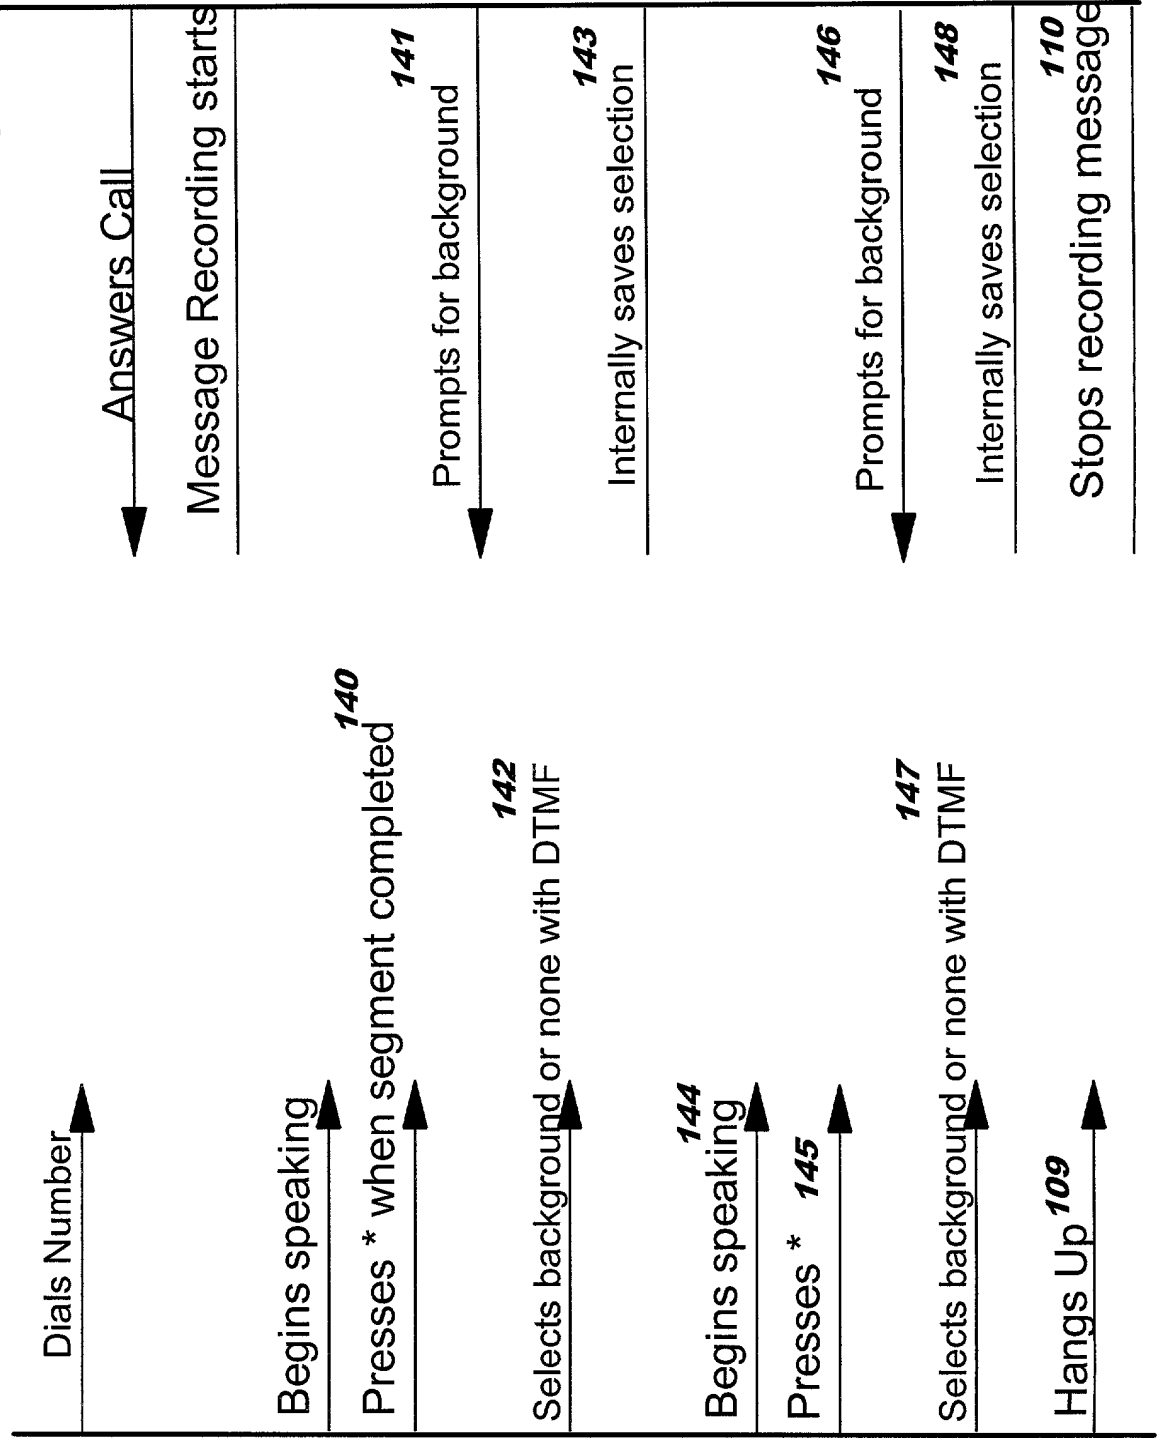 Dials Number
Answers Call
Message Recording starts
Begins speaking
140
Presses * when segment completed
141
Prompts for background
142
Selects background or none with DTMF
143
Internally saves selection
144
Begins speaking
Presses * 145
146
Prompts for background
147
Selects background or none with DTMF
148
Internally saves selection
Hangs Up 109
110
Stops recording message